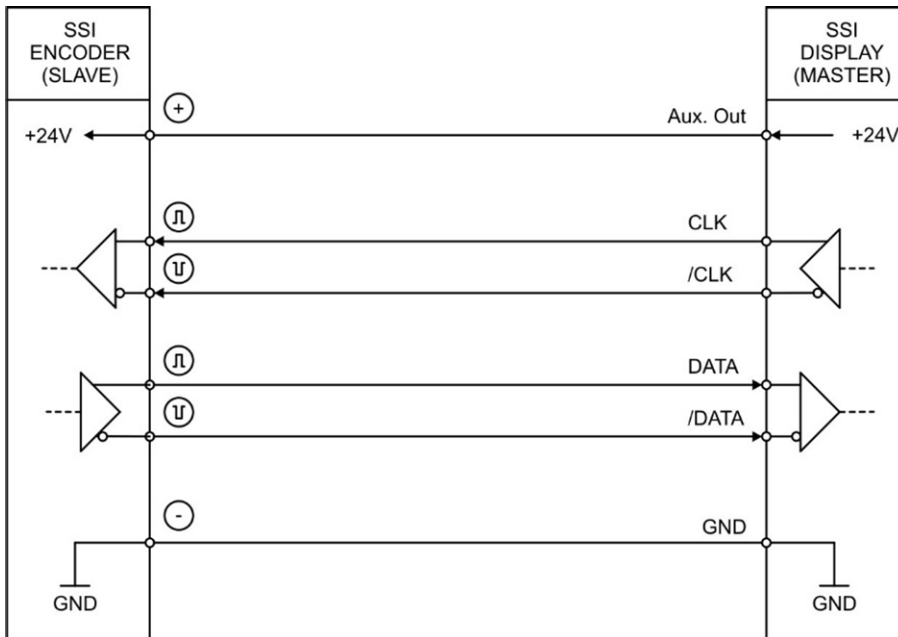 SSI
ENCODER
(SLAVE)
SSI
DISPLAY
(MASTER)
+
Aux. Out
+24V
+24V
CLK
/CLK
DATA
/DATA
-
GND
GND
GND